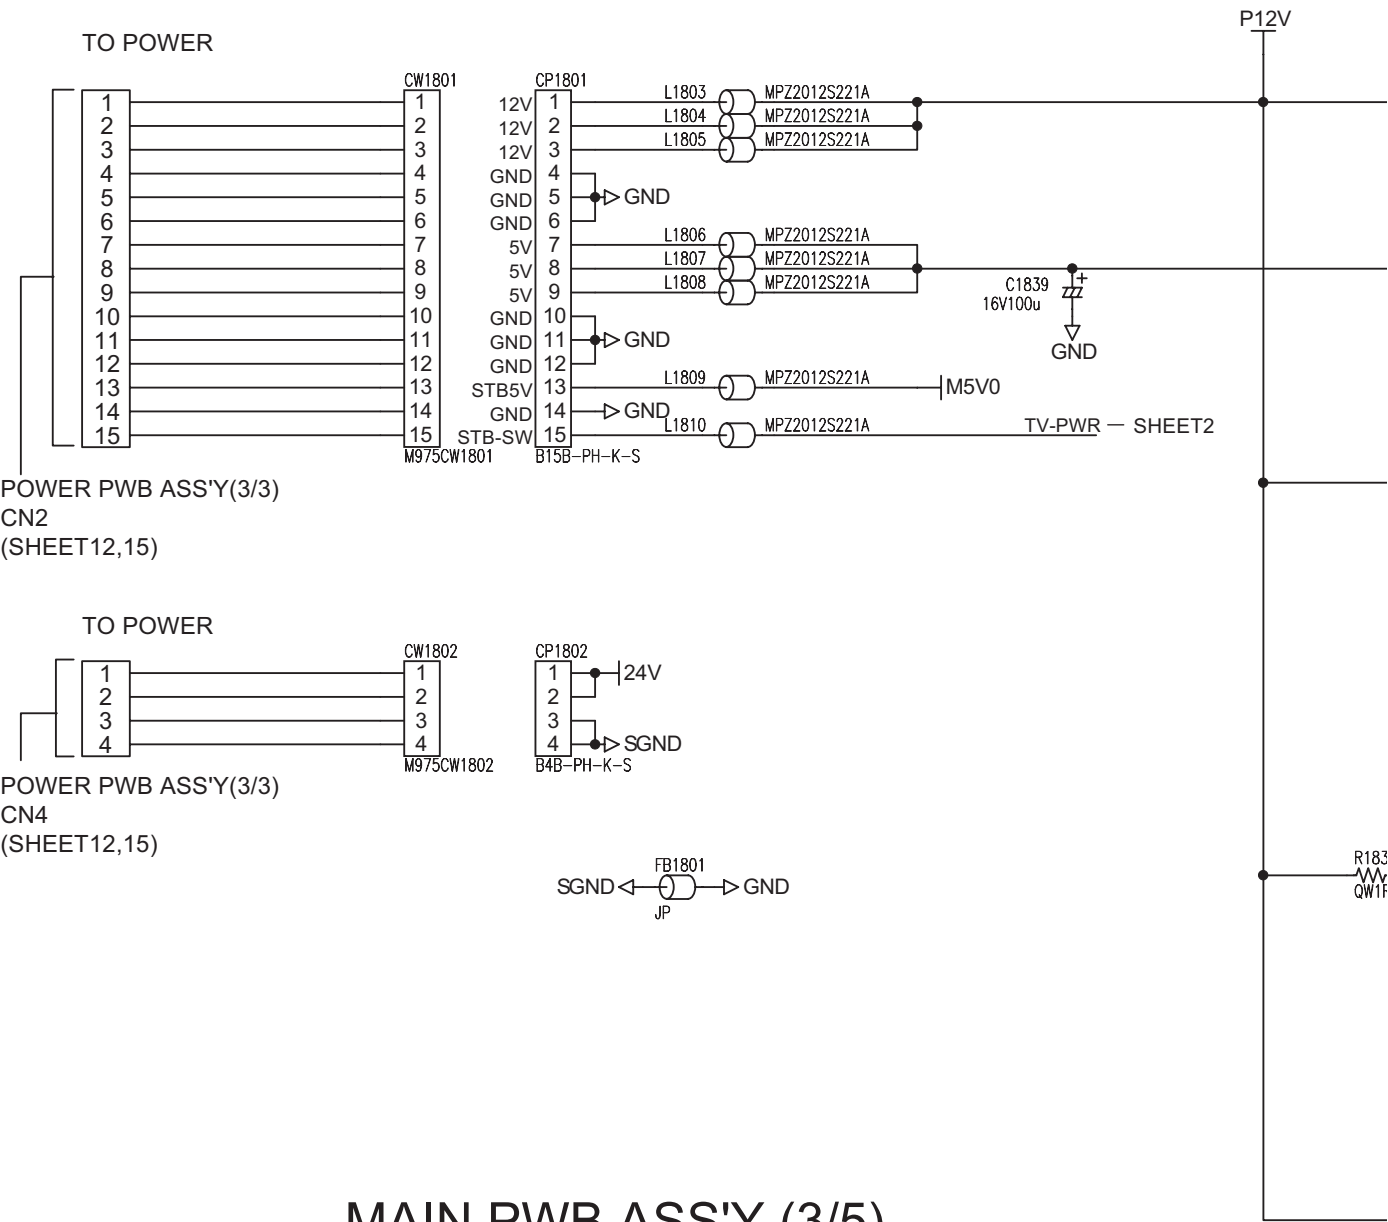 P12V
TO POWER
CW1801
CP1801
1 1 12V 1 L1803 MPZ2012S221A
2 2 12V 2 L1804 MPZ2012S221A
3 3 12V 3 L1805 MPZ2012S221A
4 4 GND 4
5 5 GND 5 GND
6 6 GND 6
7 7 5V 7 L1806 MPZ2012S221A
8 8 5V 8 L1807 MPZ2012S221A
9 9 5V 9 L1808 MPZ2012S221A
C1839 +
16V100u
GND
10 10 GND 10
11 11 GND 11 GND
12 12 GND 12
13 13 STB5V 13 L1809 MPZ2012S221A M5V0
14 14 GND 14 GND
15 15 STB-SW 15 L1810 MPZ2012S221A TV-PWR — SHEET2
M975CW1801
B15B-PH-K-S
POWER PWB ASS'Y(3/3)
CN2
(SHEET12,15)
TO POWER
CW1802
CP1802
1 1 1 24V
2 2 2
3 3 3
4 4 4 SGND
M975CW1802
B4B-PH-K-S
POWER PWB ASS'Y(3/3)
CN4
(SHEET12,15)
FB1801
SGND GND
JP
R183
QW1
MAIN PWB ASS'Y (3/5)